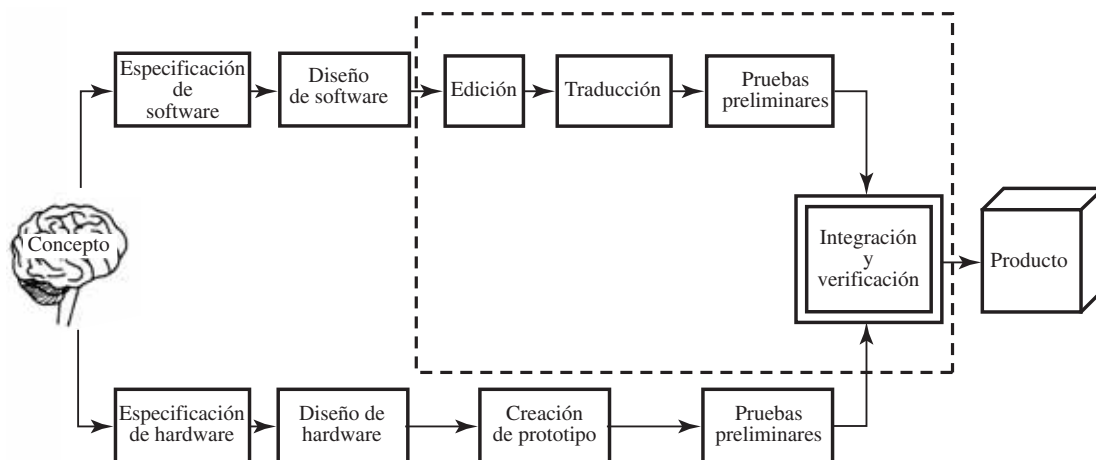 Especificación
de
software
Diseño
de software
Edición
Traducción
Pruebas
preliminares
Concepto
Integración
y
verificación
Producto
Especificación
de hardware
Diseño de
hardware
Creación
de prototipo
Pruebas
preliminares